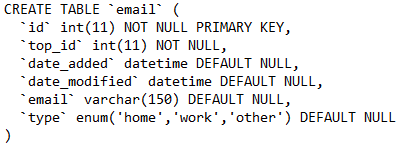 CREATE TABLE `email` (
  `id` int(11) NOT NULL PRIMARY KEY,
  `top_id` int(11) NOT NULL,
  `date_added` datetime DEFAULT NULL,
  `date_modified` datetime DEFAULT NULL,
  `email` varchar(150) DEFAULT NULL,
  `type` enum('home','work','other') DEFAULT NULL
)